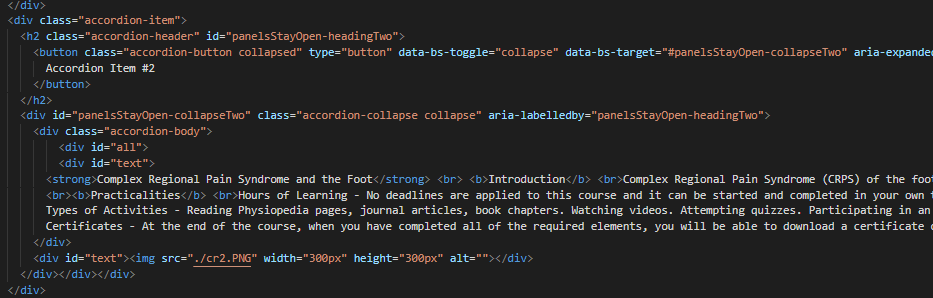 </div>
<div class="accordion-item">
<h2 class="accordion-header" id="panelsStayOpen-headingTwo">
<button class="accordion-button collapsed" type="button" data-bs-toggle="collapse" data-bs-target="#panelsStayOpen-collapseTwo" aria-expanded
Accordion Item #2
</button>
</h2>
<div id="panelsStayOpen-collapseTwo" class="accordion-collapse collapse" aria-labelledby="panelsStayOpen-headingTwo">
<div class="accordion-body">
<div id="all">
<div id="text">
<strong>Complex Regional Pain Syndrome and the Foot</strong> <br> <b>Introduction</b> <br>Complex Regional Pain Syndrome (CRPS) of the foot
<br><b>Practicalities</b> <br>Hours of Learning - No deadlines are applied to this course and it can be started and completed in your own
Types of Activities - Reading Physiopedia pages, journal articles, book chapters. Watching videos. Attempting quizzes. Participating in an
Certificates - At the end of the course, when you have completed all of the required elements, you will be able to download a certificate
</div>
<div id="text"><img src="./cr2.PNG" width="300px" height="300px" alt=""></div>
</div></div></div>
</div>